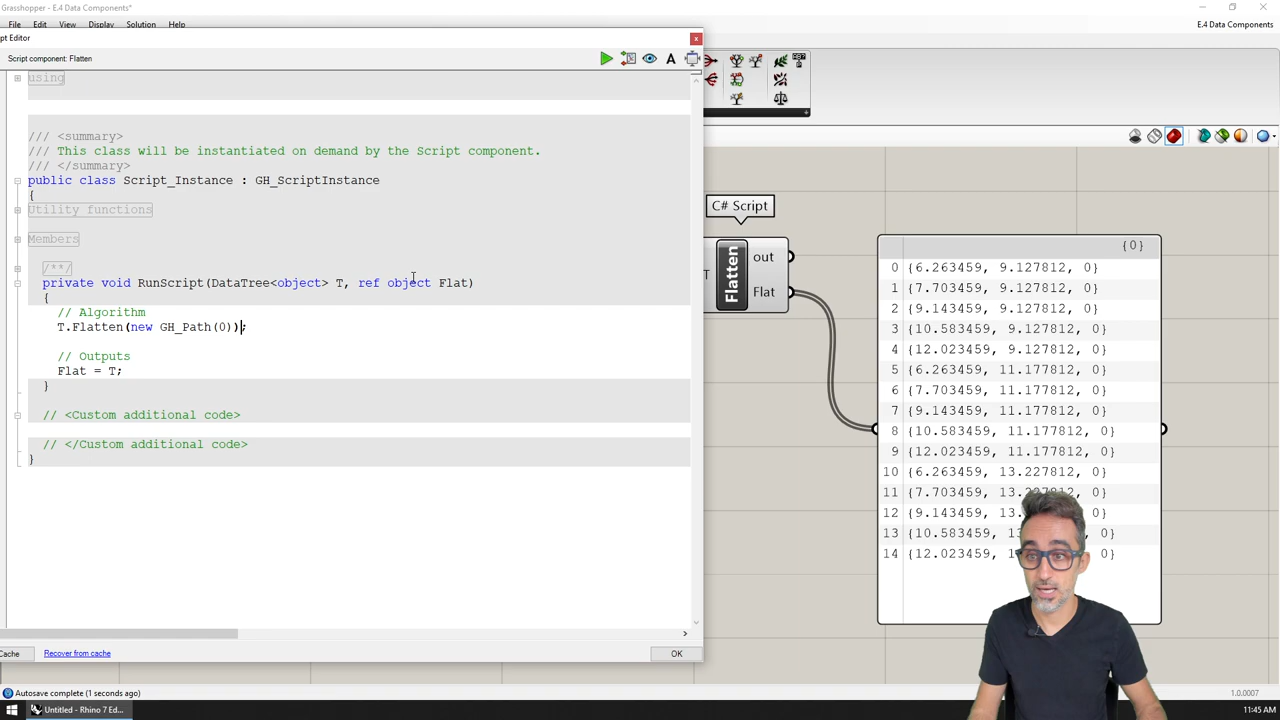 Grasshopper - E.4 Data Components*
File Edit View Display Solution Help
E.4 Data Components
pt Editor
Script component: Flatten
A
using
/// <summary>
/// This class will be instantiated on demand by the Script component.
/// </summary>
public class Script_Instance : GH_ScriptInstance
{
Utility functions
Members
/**/
private void RunScript(DataTree<object> T, ref object Flat)
{
// Algorithm
T.Flatten(new GH_Path(0));
// Outputs
Flat = T;
}
// <Custom additional code>
// </Custom additional code>
}
Cache
Recover from cache
OK
C# Script
T
Flatten
out
Flat
{0}
0 {6.263459, 9.127812, 0}
1 {7.703459, 9.127812, 0}
2 {9.143459, 9.127812, 0}
3 {10.583459, 9.127812, 0}
4 {12.023459, 9.127812, 0}
5 {6.263459, 11.177812, 0}
6 {7.703459, 11.177812, 0}
7 {9.143459, 11.177812, 0}
8 {10.583459, 11.177812, 0}
9 {12.023459, 11.177812, 0}
10 {6.263459, 13.227812, 0}
11 {7.703459, 0}
12 {9.143459, 0}
13 {10.583459, 0}
14 {12.023459, 0}
Autosave complete (1 seconds ago)
1.0.0007
Untitled - Rhino 7 Ed...
11:45 AM